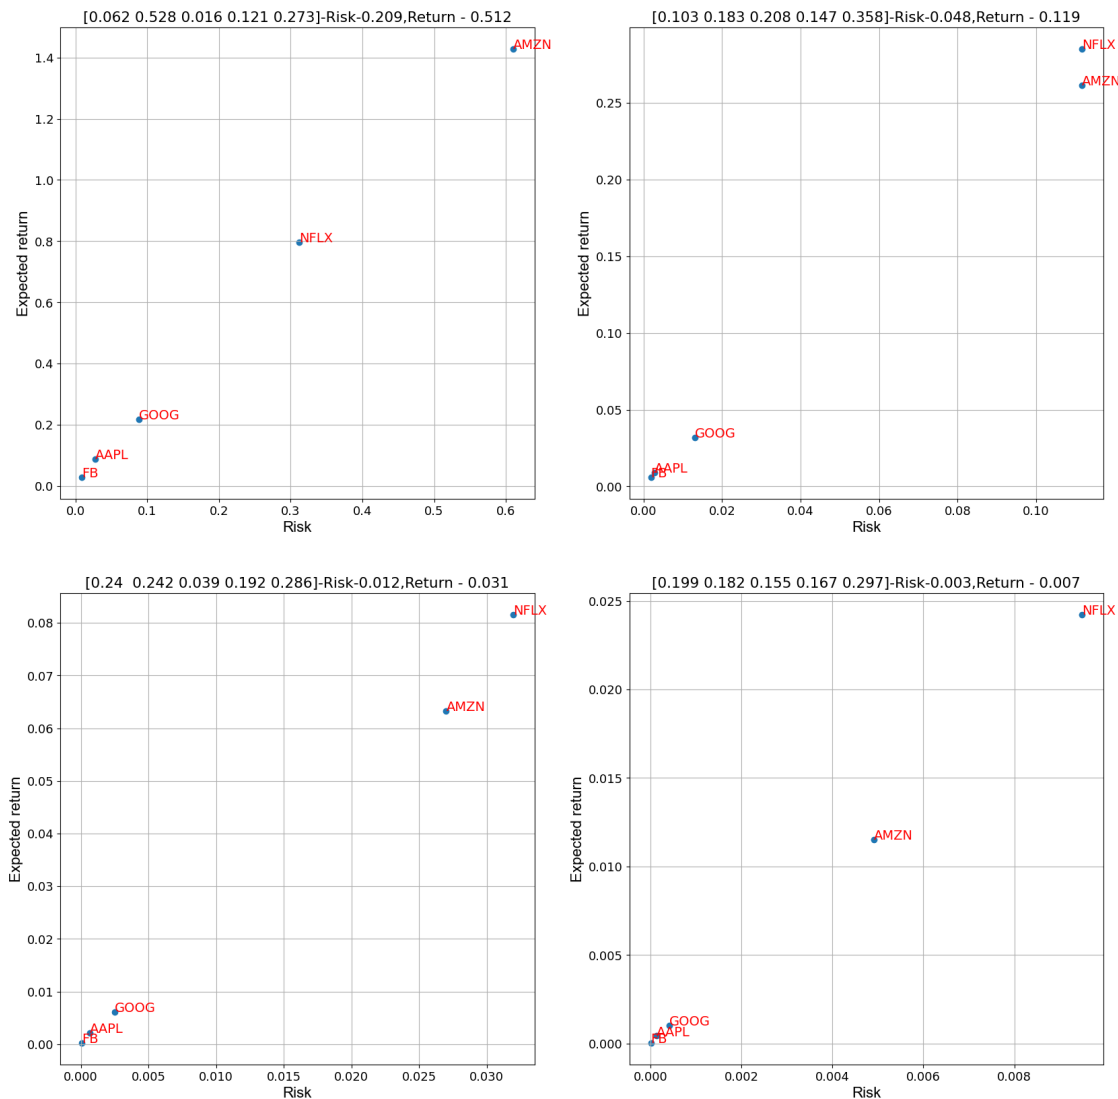 [0.062 0.528 0.016 0.121 0.273]-Risk-0.209,Return - 0.512
AMZN
1.4
1.2
1.0
NFLX
0.8
0.6
0.4
GOOG
0.2
AAPL
FB
0.0
Expected return
0.0 0.1 0.2 0.3 0.4 0.5 0.6
Risk
[0.103 0.183 0.208 0.147 0.358]-Risk-0.048,Return - 0.119
NFLX
AMZN
0.25
0.20
0.15
0.10
0.05
GOOG
AAPL
FB
0.00
Expected return
0.00 0.02 0.04 0.06 0.08 0.10
Risk
[0.24  0.242 0.039 0.192 0.286]-Risk-0.012,Return - 0.031
NFLX
0.08
0.07
AMZN
0.06
0.05
0.04
0.03
0.02
0.01
GOOG
AAPL
FB
0.00
Expected return
0.000 0.005 0.010 0.015 0.020 0.025 0.030
Risk
[0.199 0.182 0.155 0.167 0.297]-Risk-0.003,Return - 0.007
0.025
NFLX
0.020
0.015
AMZN
0.010
0.005
GOOG
AAPL
FB
0.000
Expected return
0.000 0.002 0.004 0.006 0.008
Risk